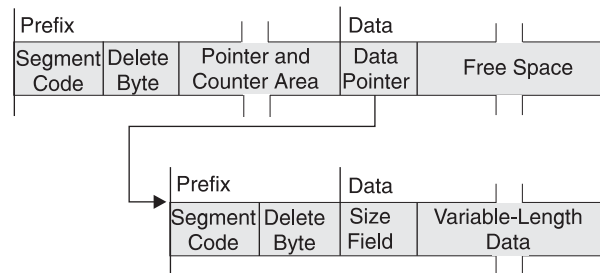 Prefix
Data
Segment Code
Delete Byte
Pointer and Counter Area
Data Pointer
Free Space
Prefix
Data
Segment Code
Delete Byte
Size Field
Variable-Length Data